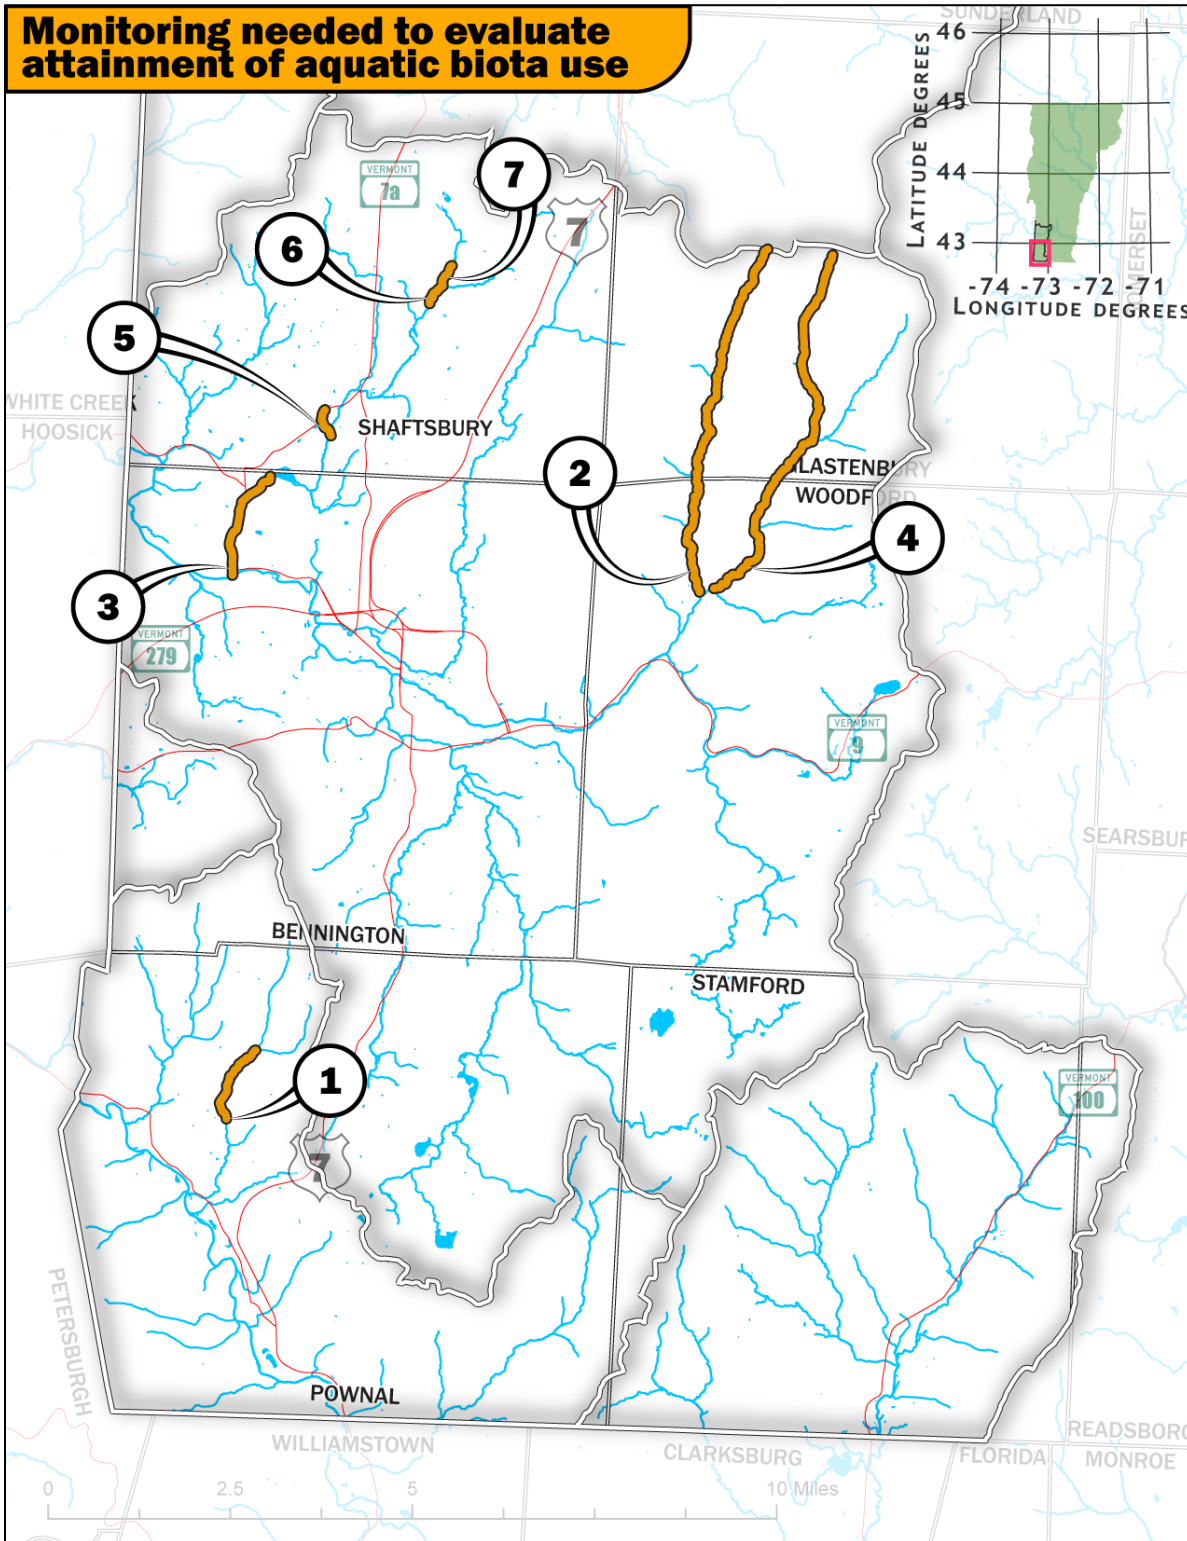 Monitoring needed to evaluate
attainment of aquatic biota use
SUNDERLAND
46
45
44
43
LATITUDE DEGREES
-74 -73 -72 -71
LONGITUDE DEGREES
VERMONT
7a
7
7
6
5
WHITE CREEK
HOOSICK
SHAFTSBURY
2
WOODFORD
4
3
VERMONT
279
VERMONT
9
BENNINGTON
STAMFORD
1
7
VERMONT
100
POWNAL
PETERSBURGH
WILLIAMSTOWN
CLARKSBURG
FLORIDA
MONROE
0 2.5 5 10 Miles